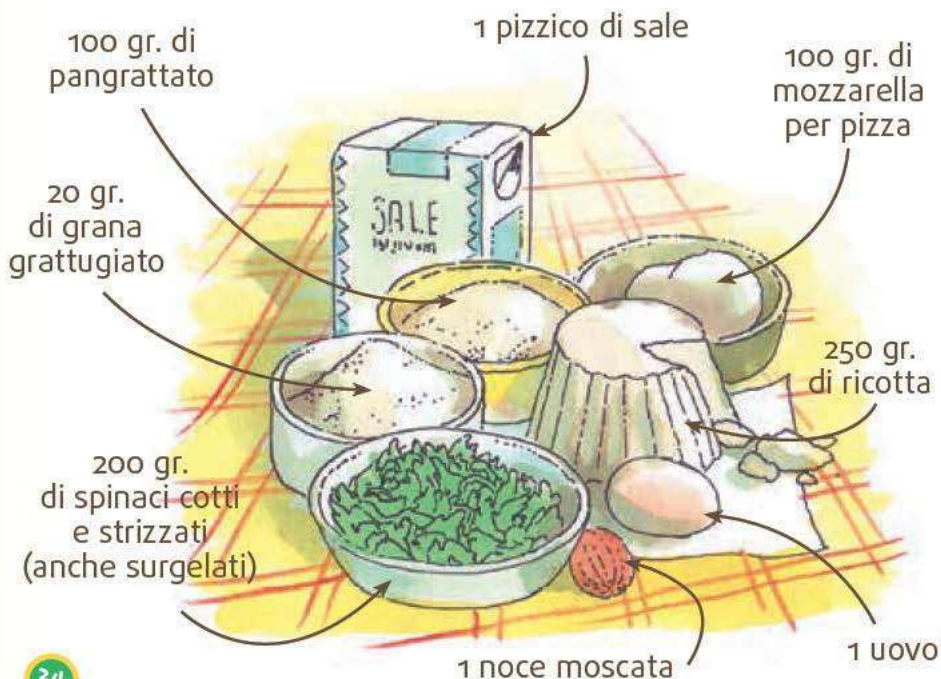 1 pizzico di sale
100 gr. di
pangrattato
100 gr. di
mozzarella
per pizza
20 gr.
di grana
grattugiato
SALE
250 gr.
di ricotta
200 gr.
di spinaci cotti
e strizzati
(anche surgelati)
1 noce moscata
1 uovo